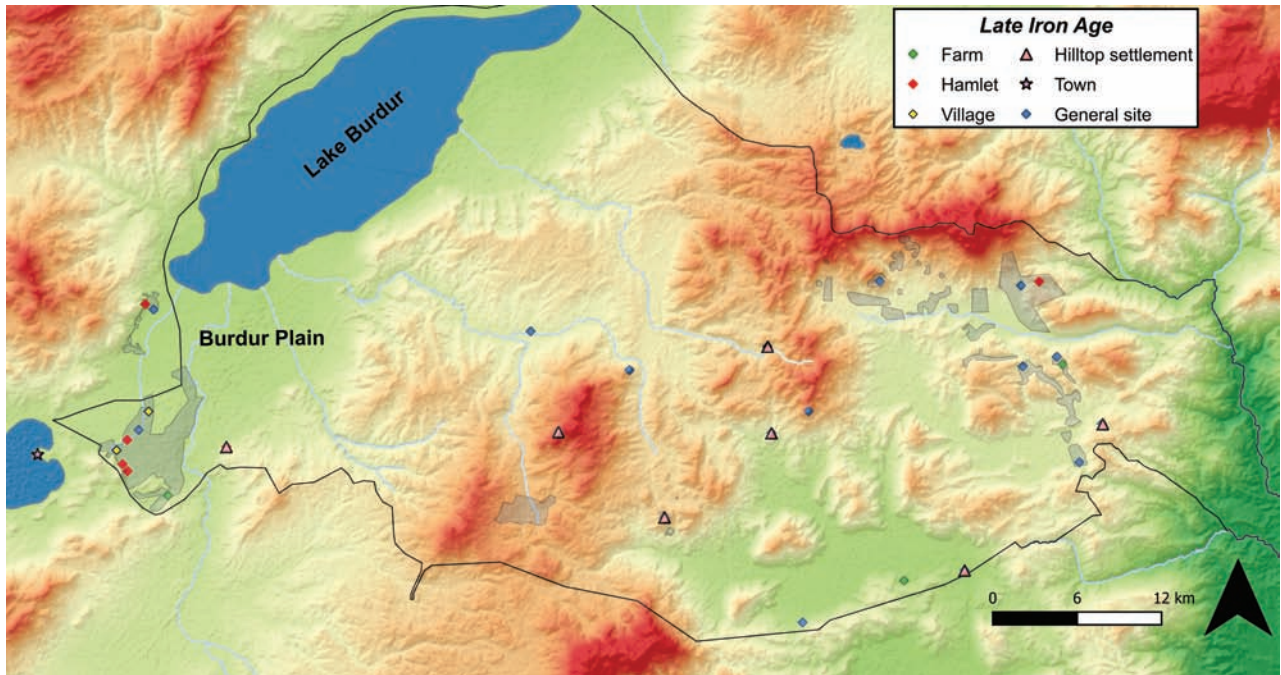 Late Iron Age
Farm
Hilltop settlement
Hamlet
Town
Village
General site
Lake Burdur
Burdur Plain
0 6 12 km